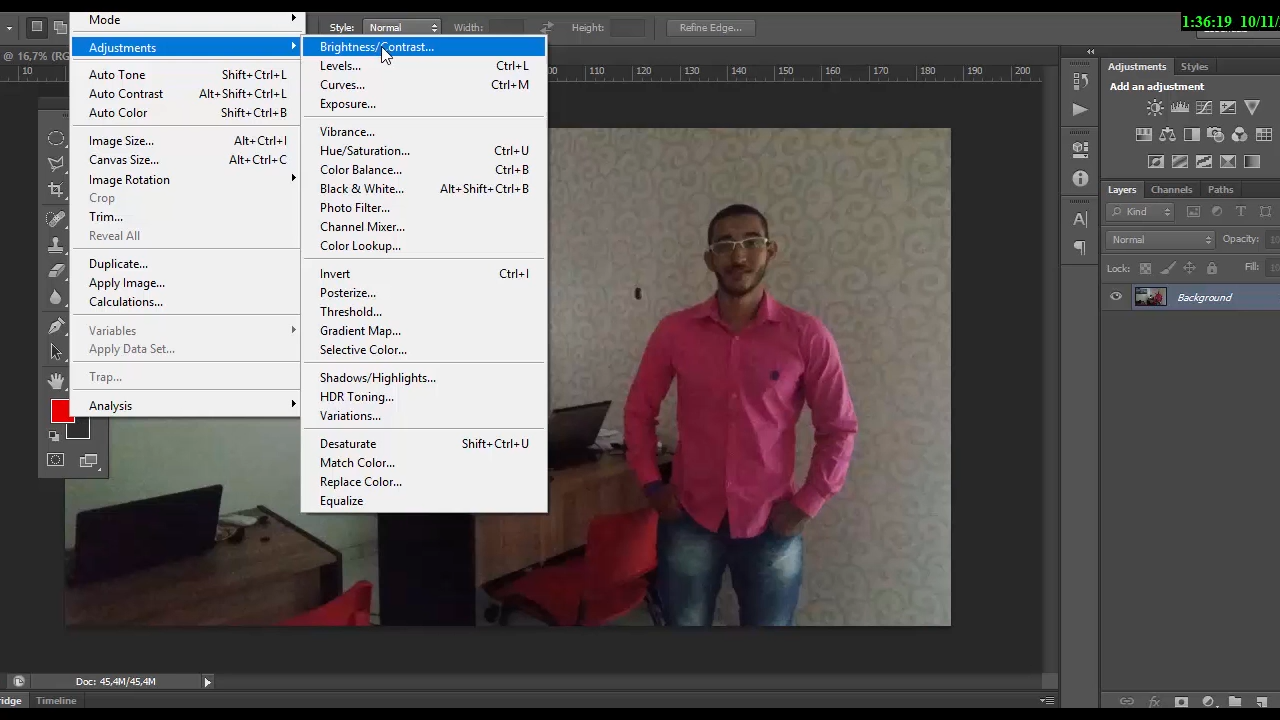 1:36:19 10/11/
Mode
Style: Normal Width: Height: Refine Edge...
Adjustments
Auto Tone Shift+Ctrl+L
Auto Contrast Alt+Shift+Ctrl+L
Auto Color Shift+Ctrl+B
Image Size... Alt+Ctrl+I
Canvas Size... Alt+Ctrl+C
Image Rotation
Crop
Trim...
Reveal All
Duplicate...
Apply Image...
Calculations...
Variables
Apply Data Set...
Trap...
Analysis
Brightness/Contrast...
Levels... Ctrl+L
Curves... Ctrl+M
Exposure...
Vibrance...
Hue/Saturation... Ctrl+U
Color Balance... Ctrl+B
Black & White... Alt+Shift+Ctrl+B
Photo Filter...
Channel Mixer...
Color Lookup...
Invert Ctrl+I
Posterize...
Threshold...
Gradient Map...
Selective Color...
Shadows/Highlights...
HDR Toning...
Variations...
Desaturate Shift+Ctrl+U
Match Color...
Replace Color...
Equalize
@ 16,7% (RG
10 100 110 120 130 140 150 160 170 180 190 200
Adjustments Styles
Add an adjustment
Layers Channels Paths
Kind
Normal Opacity:
Lock: Fill:
Background
Doc: 45,4M/45,4M
ridge Timeline